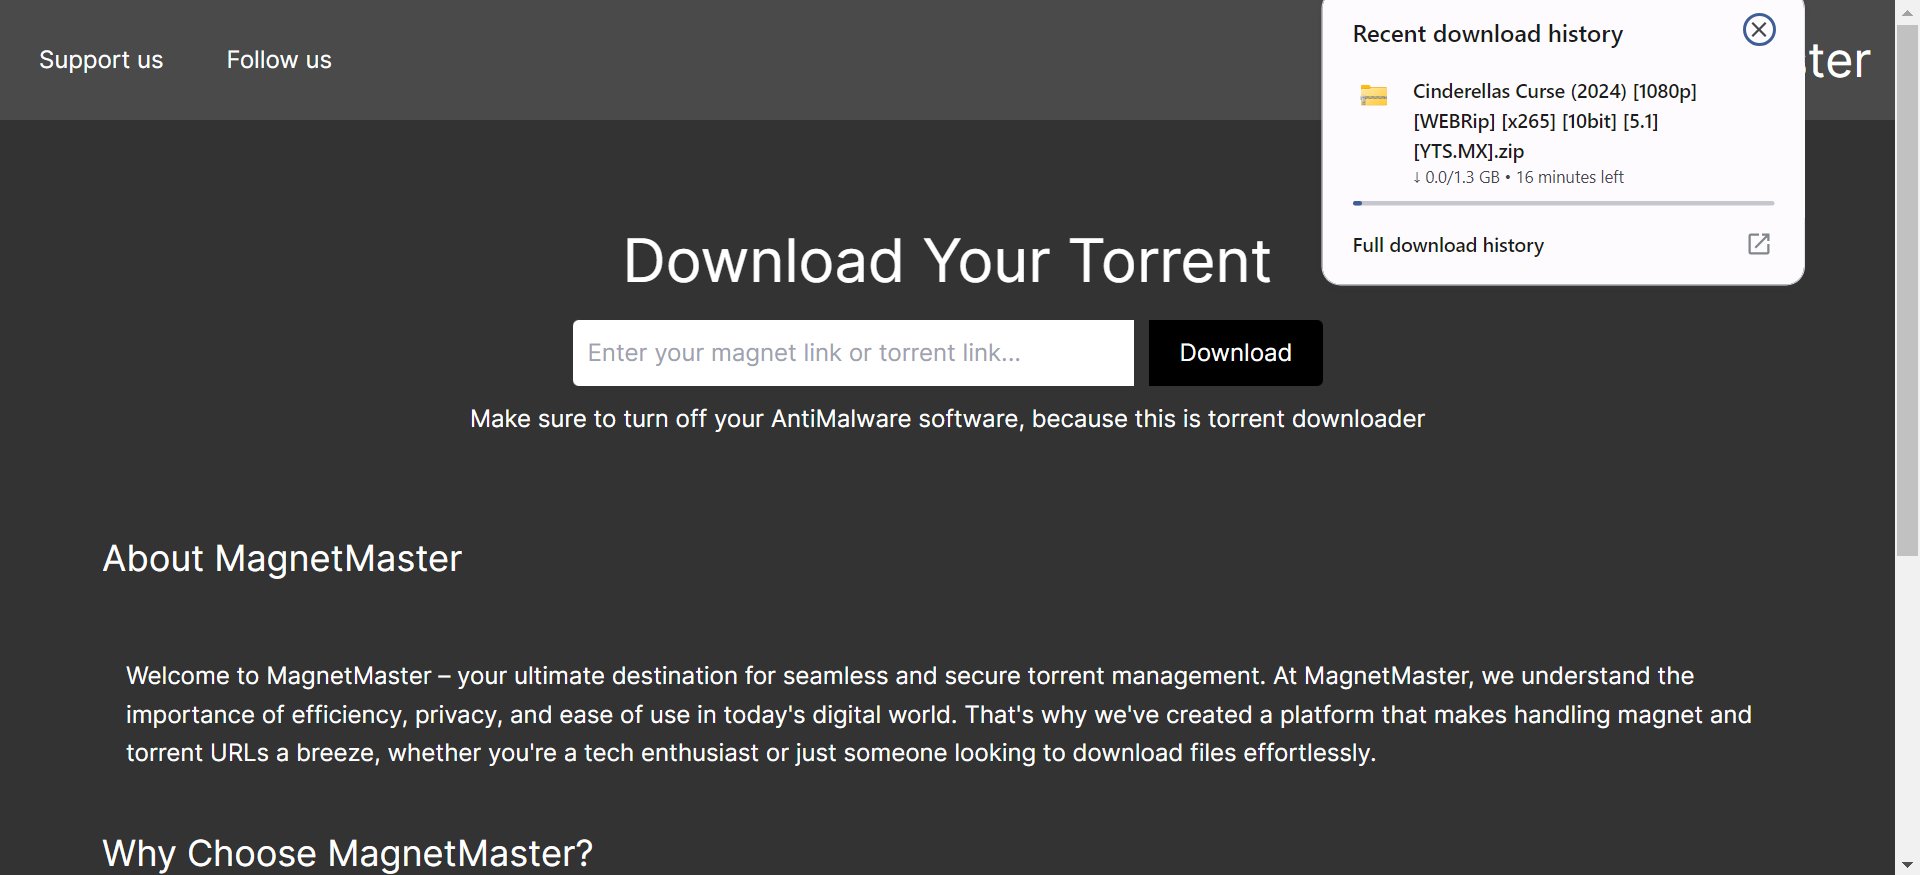 Support us
Follow us
ter
Recent download history
Cinderellas Curse (2024) [1080p]
[WEBRip] [x265] [10bit] [5.1]
[YTS.MX].zip
↓ 0.0/1.3 GB • 16 minutes left
Full download history
Download Your Torrent
Enter your magnet link or torrent link...
Download
Make sure to turn off your AntiMalware software, because this is torrent downloader
About MagnetMaster
Welcome to MagnetMaster – your ultimate destination for seamless and secure torrent management. At MagnetMaster, we understand the
importance of efficiency, privacy, and ease of use in today's digital world. That's why we've created a platform that makes handling magnet and
torrent URLs a breeze, whether you're a tech enthusiast or just someone looking to download files effortlessly.
Why Choose MagnetMaster?